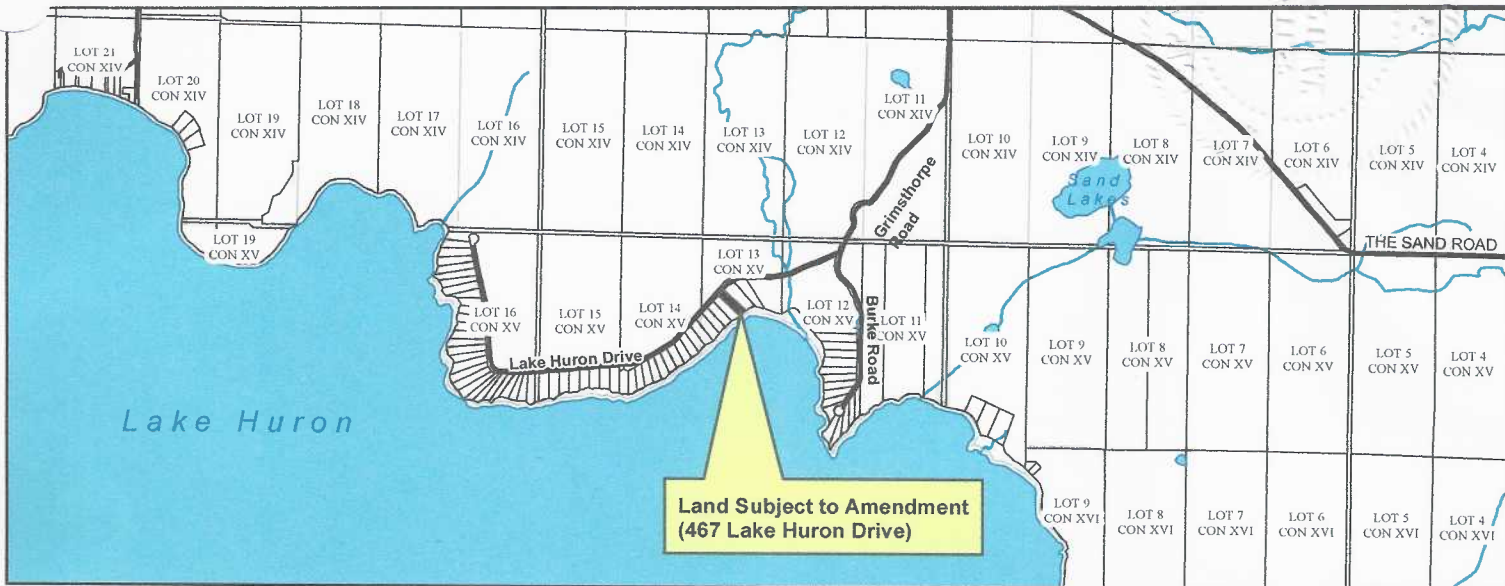 LOT 21
CON XIV
LOT 20
CON XIV
LOT 19
CON XIV
LOT 18
CON XIV
LOT 17
CON XIV
LOT 16
CON XIV
LOT 15
CON XIV
LOT 14
CON XIV
LOT 13
CON XIV
LOT 12
CON XIV
LOT 11
CON XIV
LOT 10
CON XIV
LOT 9
CON XIV
LOT 8
CON XIV
LOT 7
CON XIV
LOT 6
CON XIV
LOT 5
CON XIV
LOT 4
CON XIV
Sand
Lakes
Grimsthorpe
Road
THE SAND ROAD
LOT 19
CON XV
LOT 16
CON XV
LOT 15
CON XV
LOT 14
CON XV
LOT 13
CON XV
LOT 12
CON XV
LOT 11
CON XV
LOT 10
CON XV
LOT 9
CON XV
LOT 8
CON XV
LOT 7
CON XV
LOT 6
CON XV
LOT 5
CON XV
LOT 4
CON XV
Lake Huron Drive
Burke Road
Lake Huron
Land Subject to Amendment
(467 Lake Huron Drive)
LOT 9
CON XVI
LOT 8
CON XVI
LOT 7
CON XVI
LOT 6
CON XVI
LOT 5
CON XVI
LOT 4
CON XVI